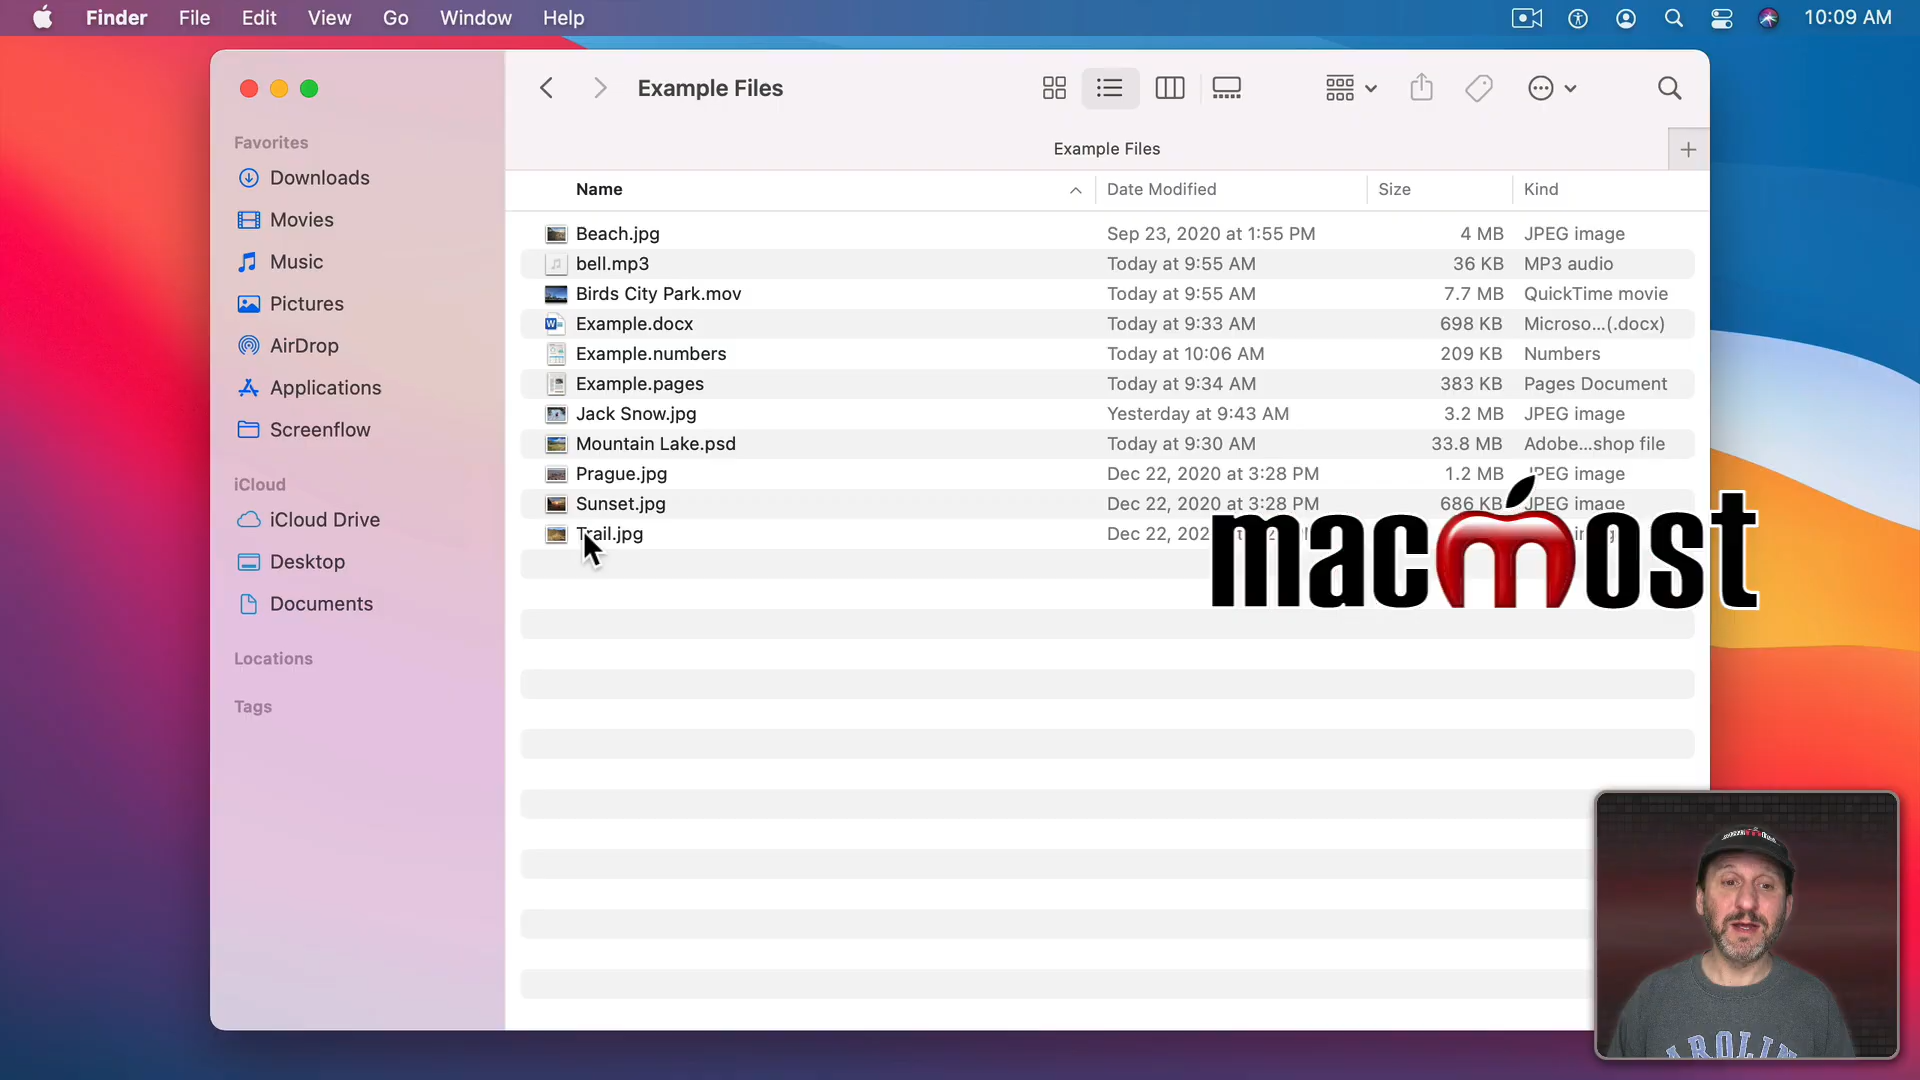 Finder File Edit View Go Window Help 10:09 AM
Example Files
Example Files
Favorites
Downloads
Movies
Music
Pictures
AirDrop
Applications
Screenflow
iCloud
iCloud Drive
Desktop
Documents
Locations
Tags
Name Date Modified Size Kind
Beach.jpg Sep 23, 2020 at 1:55 PM 4 MB JPEG image
bell.mp3 Today at 9:55 AM 36 KB MP3 audio
Birds City Park.mov Today at 9:55 AM 7.7 MB QuickTime movie
Example.docx Today at 9:33 AM 698 KB Microso...(.docx)
Example.numbers Today at 10:06 AM 209 KB Numbers
Example.pages Today at 9:34 AM 383 KB Pages Document
Jack Snow.jpg Yesterday at 9:43 AM 3.2 MB JPEG image
Mountain Lake.psd Today at 9:30 AM 33.8 MB Adobe...shop file
Prague.jpg Dec 22, 2020 at 3:28 PM 1.2 MB JPEG image
Sunset.jpg Dec 22, 2020 at 3:28 PM 686 KB JPEG image
Trail.jpg Dec 22,
macmost